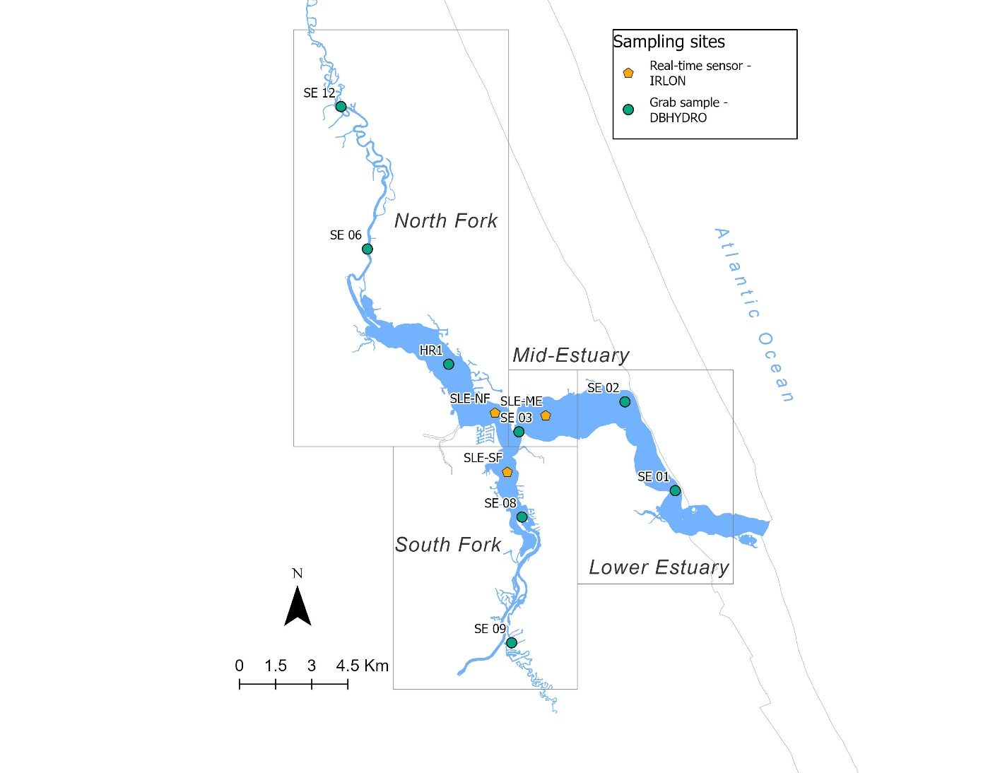 Sampling sites
Real-time sensor -
IRLON
Grab sample -
DBHYDRO
SE 12
North Fork
SE 06
Atlantic Ocean
HR1
Mid-Estuary
SE 02
SLE-NF
SLE-ME
SE 03
SLE-SF
SE 01
SE 08
South Fork
Lower Estuary
N
SE 09
0 1.5 3 4.5 Km